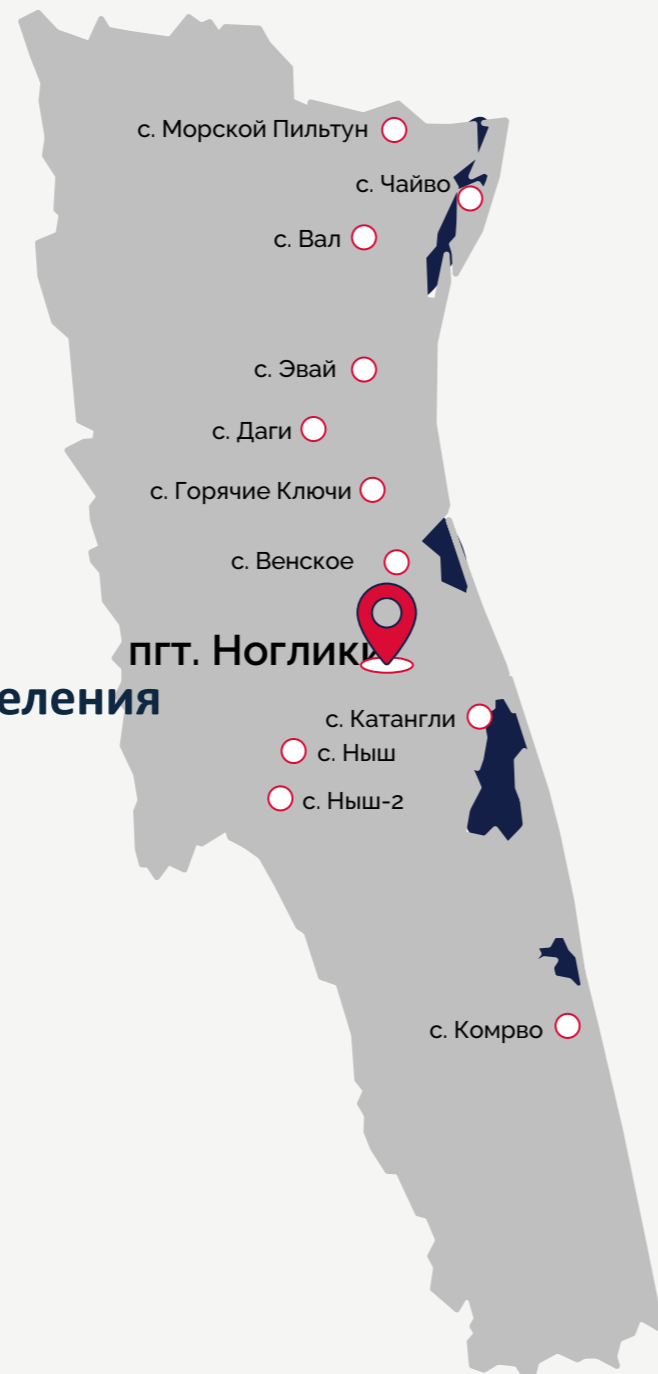 с. Морской Пильтун
с. Чайво
с. Вал
с. Эвай
с. Даги
с. Горячие Ключи
с. Венское
пгт. Ноглики
еления
с. Катангли
с. Ныш
с. Ныш-2
с. Комрво